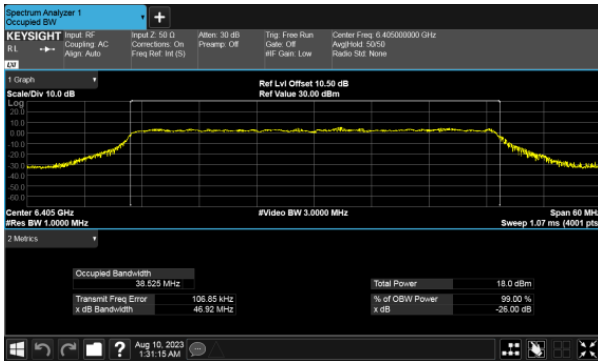 Spectrum Analyzer 1
Occupied BW
KEYSIGHT
Input: RF
Coupling: AC
Align: Auto
Input Z: 50 Ω
Corrections: On
Freq Ref: Int (S)
Atten: 30 dB
Preamp: Off
Trig: Free Run
Gate: Off
#IF Gain: Low
Center Freq: 6.405000000 GHz
Avg|Hold: 50/50
Radio Std: None
RL
LXI
1 Graph
Scale/Div 10.0 dB
Ref Lvl Offset 10.50 dB
Ref Value 30.00 dBm
Log
20.0
10.0
0.00
-10.0
-20.0
-30.0
-40.0
-50.0
-60.0
Center 6.405 GHz
#Res BW 1.0000 MHz
#Video BW 3.0000 MHz
Span 60 MHz
Sweep 1.07 ms (4001 pts)
2 Metrics
Occupied Bandwidth
38.525 MHz
Total Power 18.0 dBm
Transmit Freq Error 106.85 kHz
% of OBW Power 99.00 %
x dB Bandwidth 46.92 MHz
x dB -26.00 dB
Aug 10, 2023
1:31:15 AM